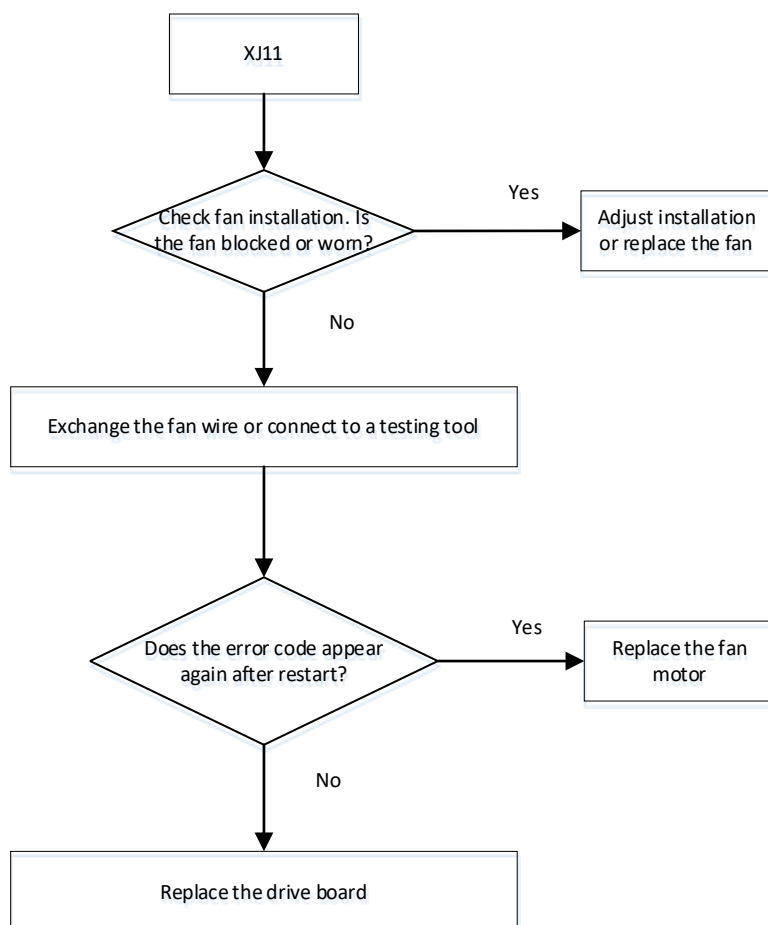 XJ11
Check fan installation. Is
the fan blocked or worn?
Yes
Adjust installation
or replace the fan
No
Exchange the fan wire or connect to a testing tool
Does the error code appear
again after restart?
Yes
Replace the fan
motor
No
Replace the drive board